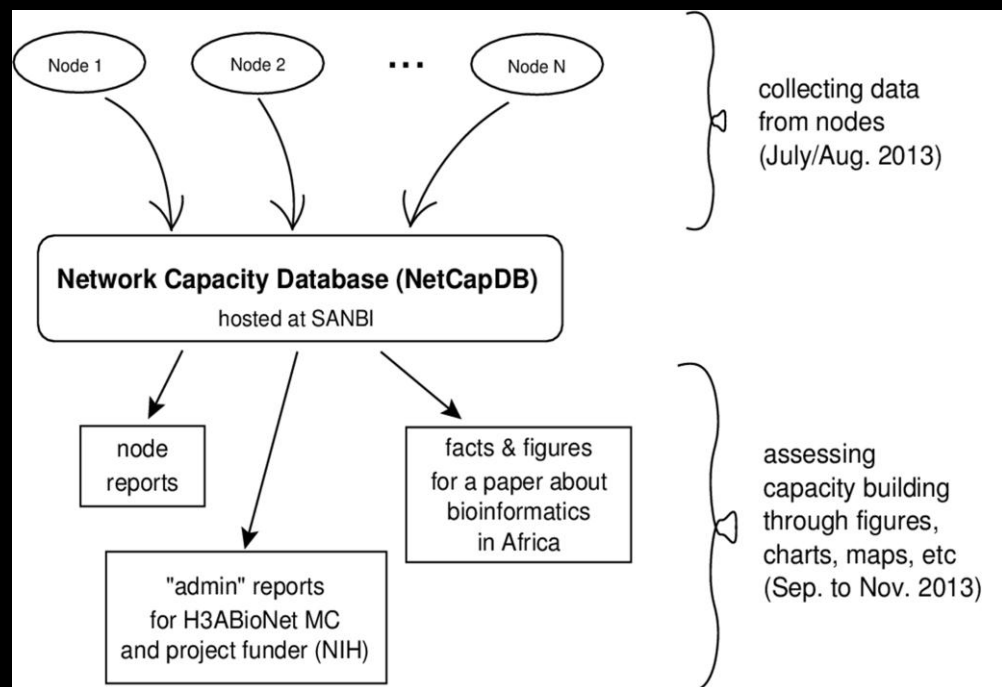 Node 1
Node 2
...
Node N
collecting data
from nodes
(July/Aug. 2013)
Network Capacity Database (NetCapDB)
hosted at SANBI
node
reports
facts & figures
for a paper about
bioinformatics
in Africa
"admin" reports
for H3ABioNet MC
and project funder (NIH)
assessing
capacity building
through figures,
charts, maps, etc
(Sep. to Nov. 2013)